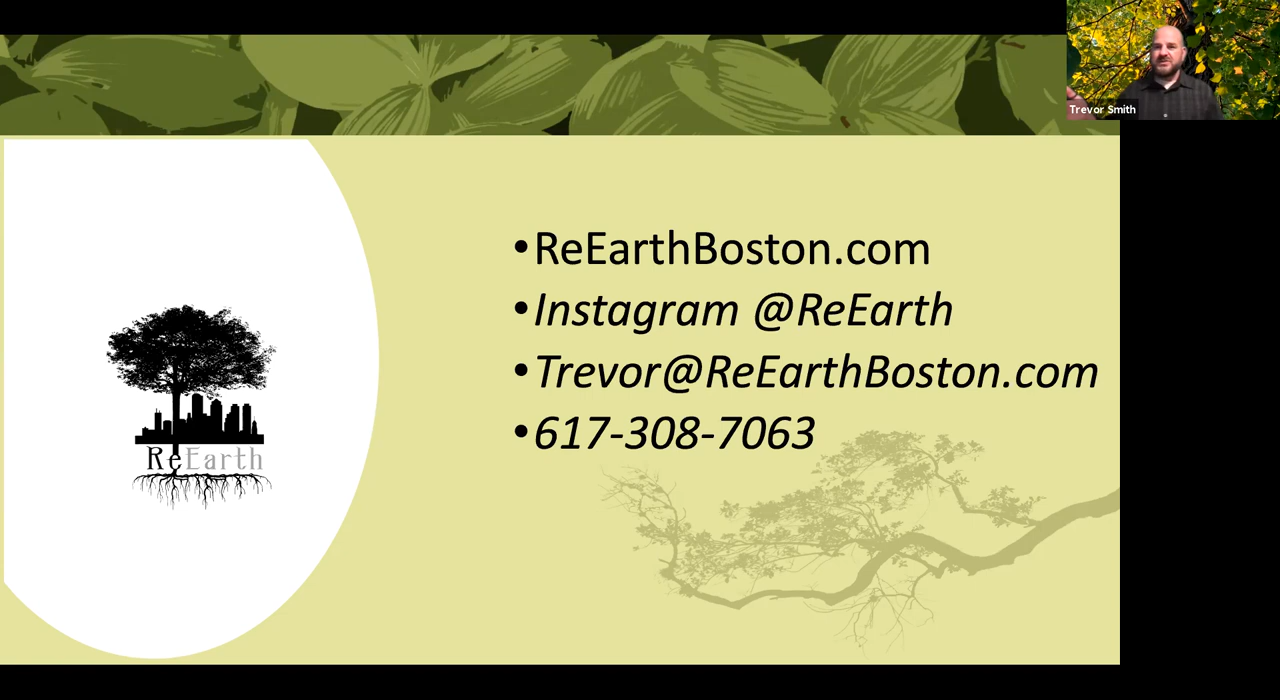 Trevor Smith
•ReEarthBoston.com
•Instagram @ReEarth
•Trevor@ReEarthBoston.com
•617-308-7063
ReEarth